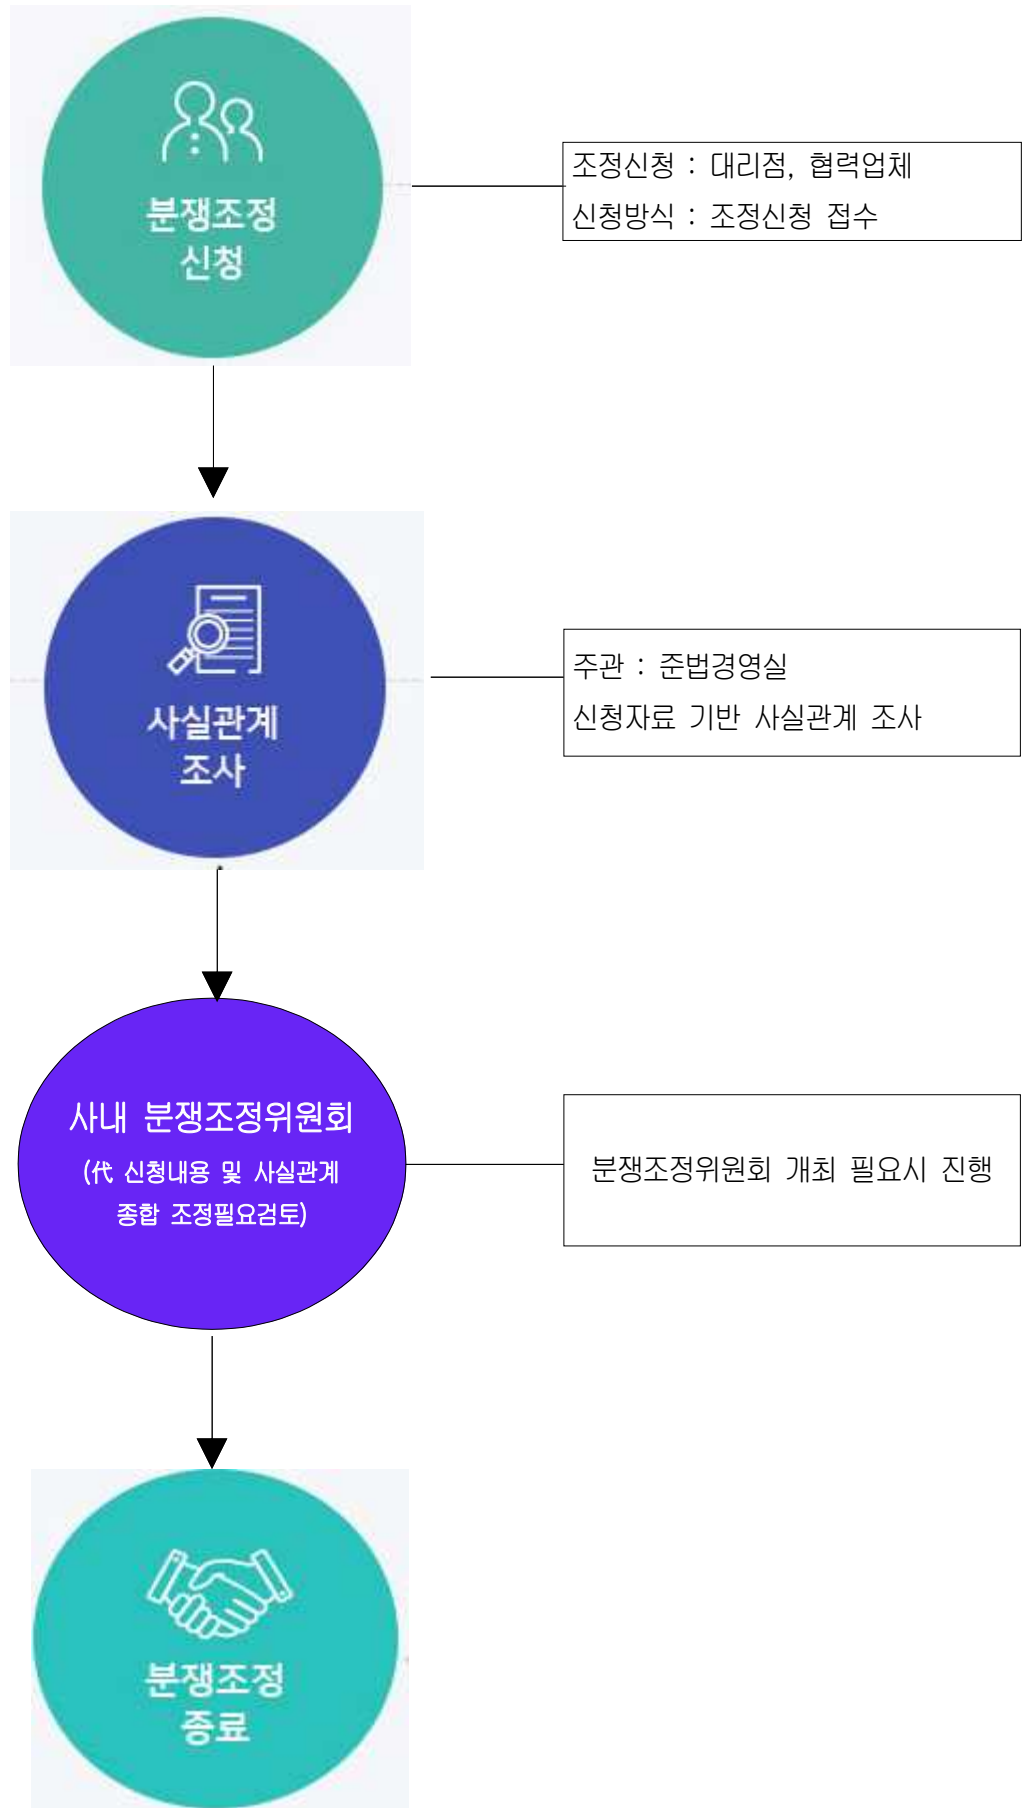 분쟁조정
신청
조정신청 : 대리점, 협력업체
신청방식 : 조정신청 접수
사실관계
조사
주관 : 준법경영실
신청자료 기반 사실관계 조사
사내 분쟁조정위원회
(代 신청내용 및 사실관계
종합 조정필요검토)
분쟁조정위원회 개최 필요시 진행
분쟁조정
종료